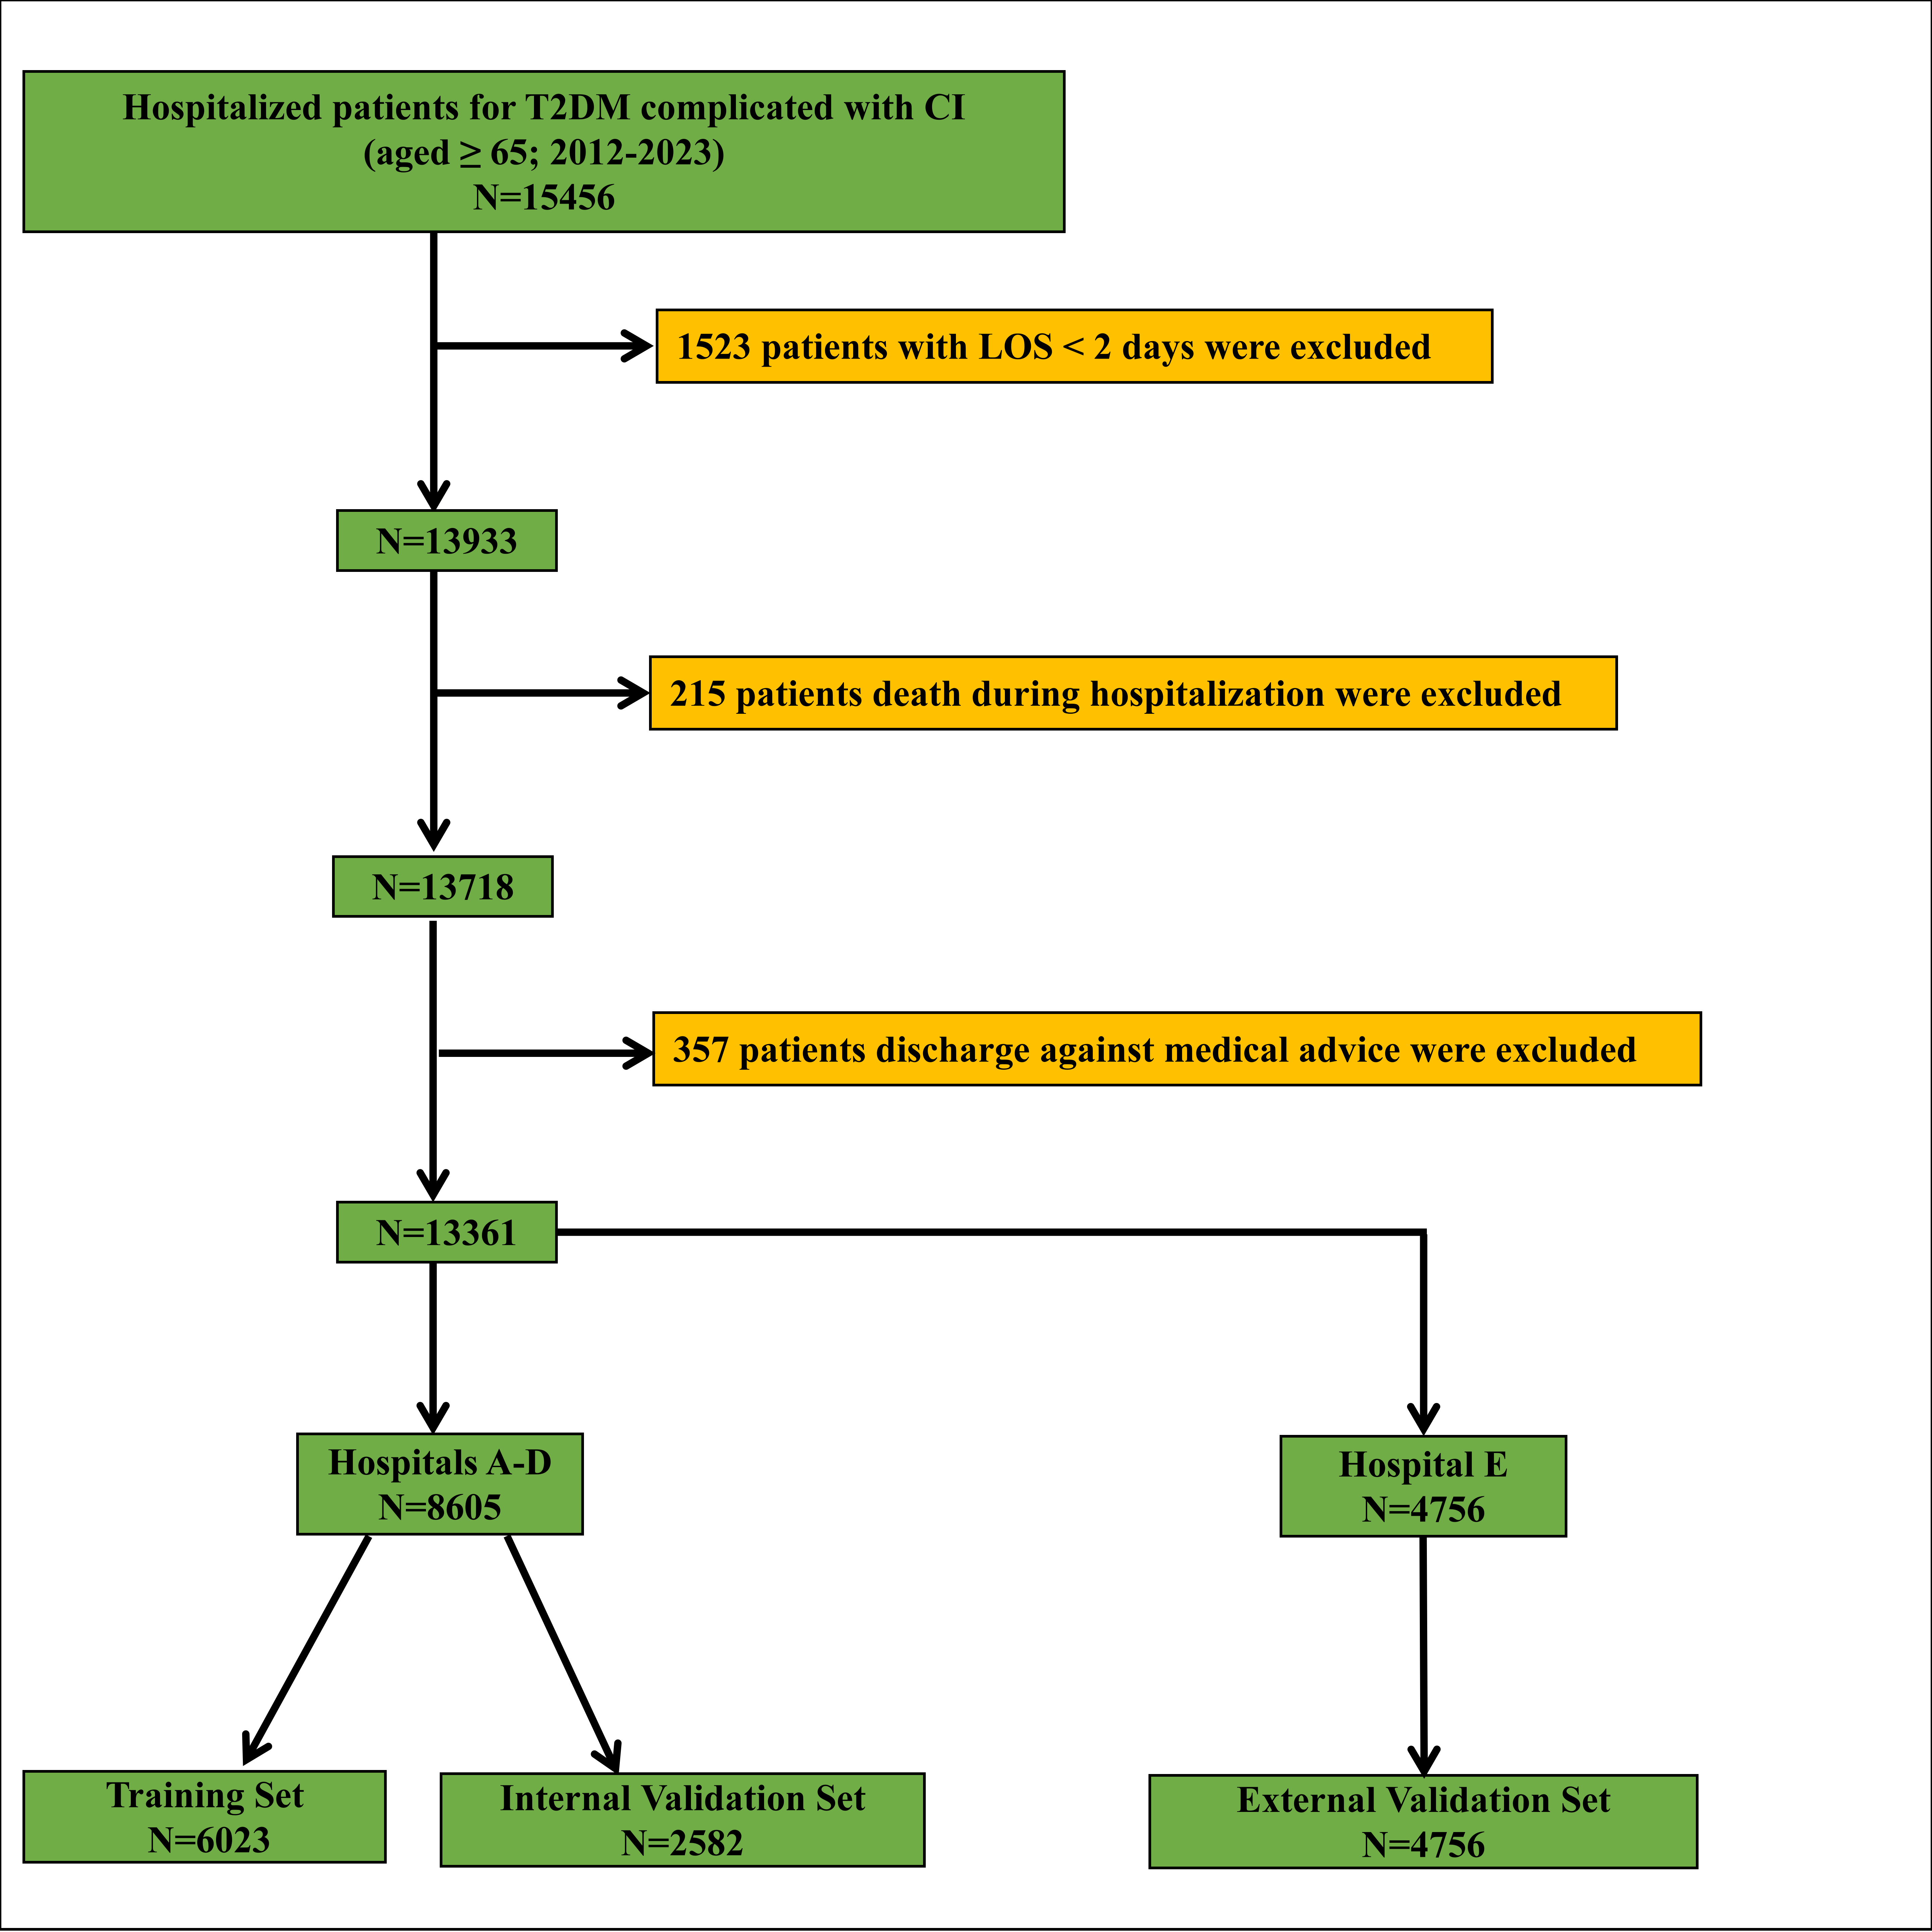 Hospitalized patients for T2DM complicated with CI
(aged ≥ 65; 2012-2023)
N=15456
1523 patients with LOS < 2 days were excluded
N=13933
215 patients death during hospitalization were excluded
N=13718
357 patients discharge against medical advice were excluded
N=13361
Hospitals A-D
N=8605
Hospital E
N=4756
Training Set
N=6023
Internal Validation Set
N=2582
External Validation Set
N=4756